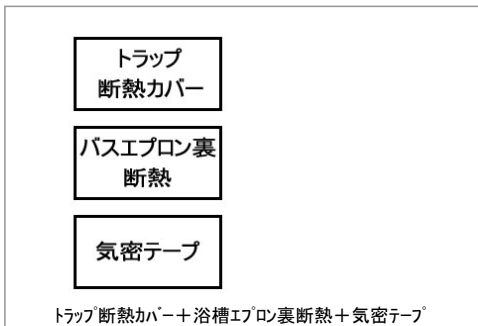 トラップ
断熱カバー
バスエプロン裏
断熱
気密テープ
ﾄﾗｯﾌﾟ断熱ｶﾊﾞｰ＋浴槽ｴﾌﾟﾛﾝ裏断熱＋気密ﾃｰﾌﾟ